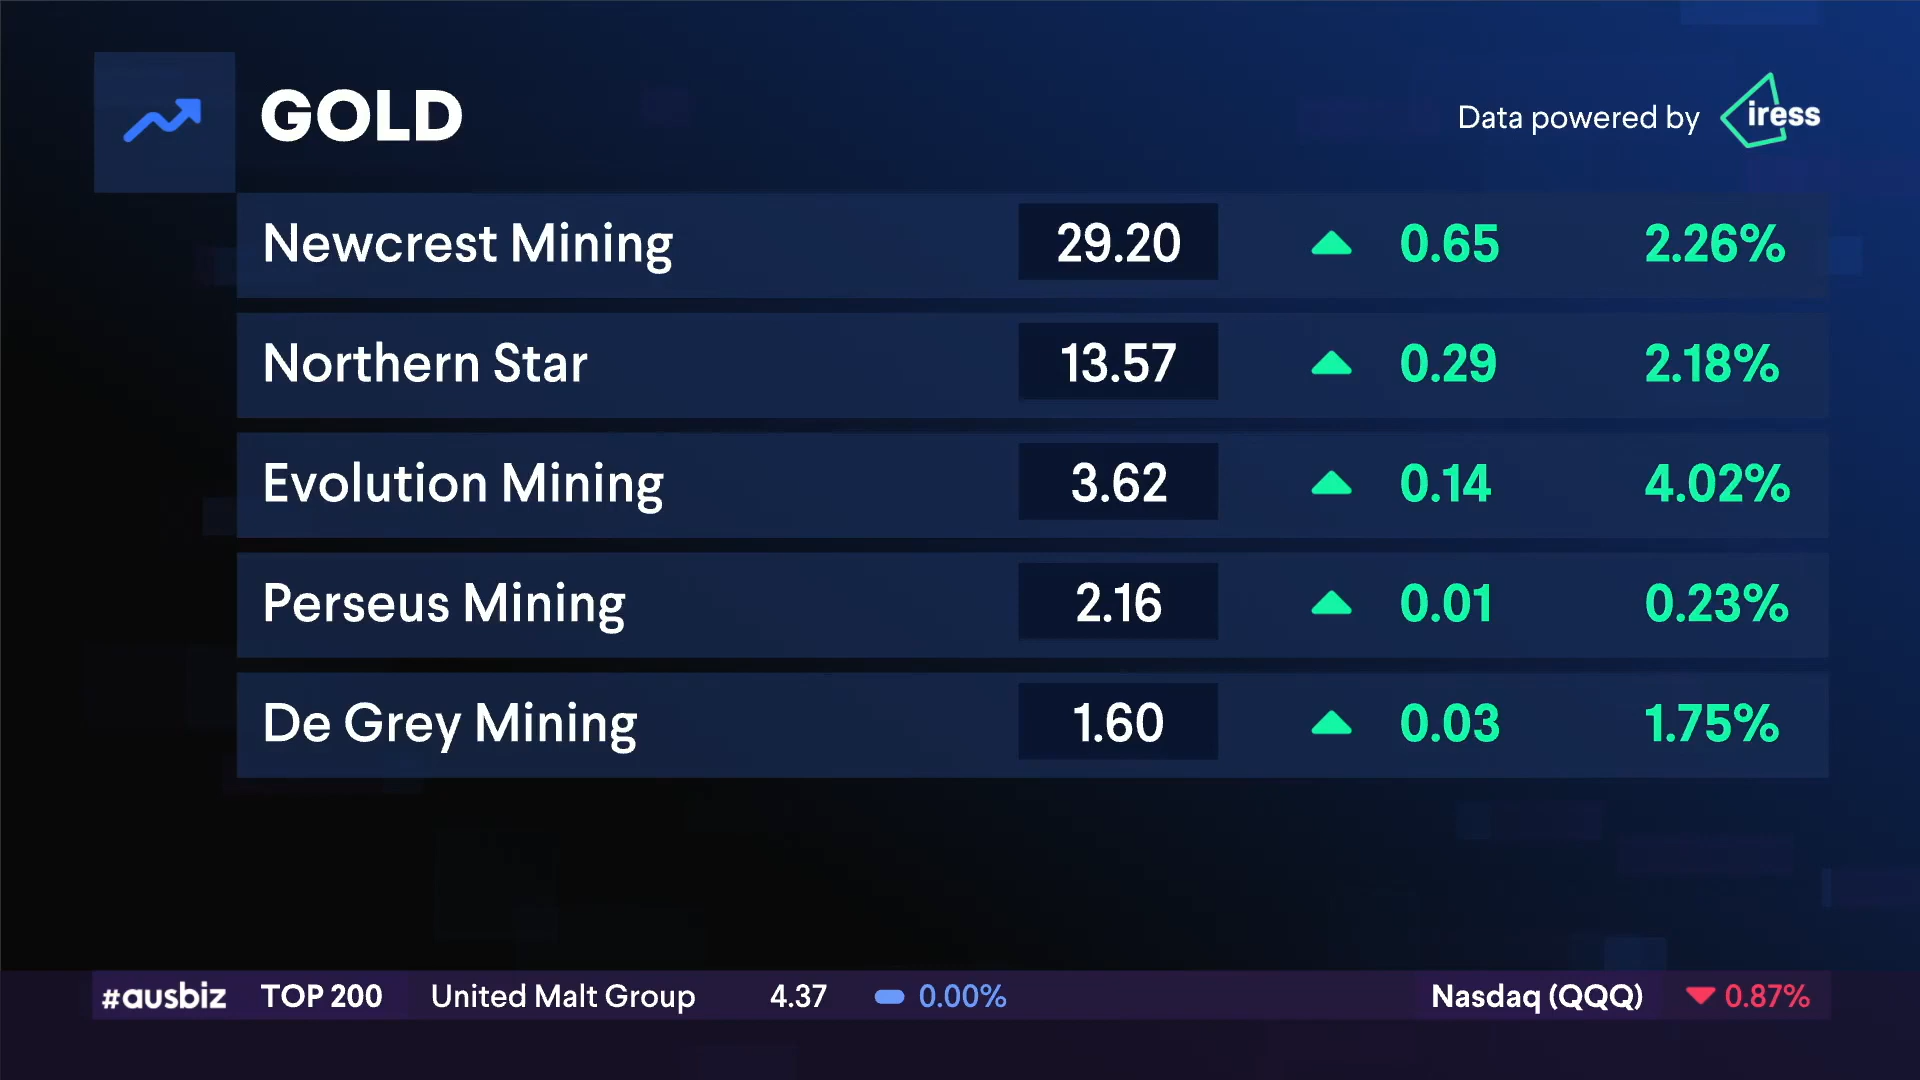 GOLD
Data powered by iress
Newcrest Mining 29.20 0.65 2.26%
Northern Star 13.57 0.29 2.18%
Evolution Mining 3.62 0.14 4.02%
Perseus Mining 2.16 0.01 0.23%
De Grey Mining 1.60 0.03 1.75%
#ausbiz TOP 200 United Malt Group 4.37 0.00% Nasdaq (QQQ) 0.87%